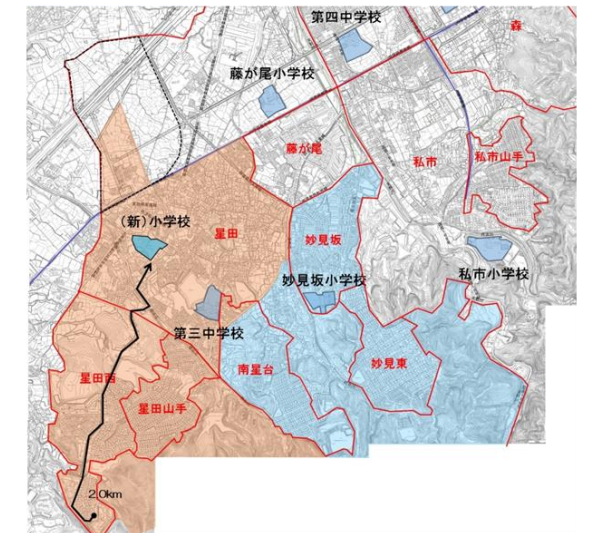 第四中学校
森
藤が尾小学校
藤が尾
私市
私市山手
(新)小学校
星田
妙見坂
妙見坂小学校
私市小学校
第三中学校
南星台
妙見東
星田西
星田山手
2.0km